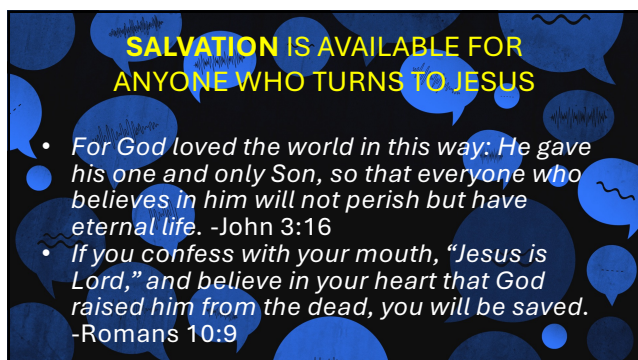 SALVATION IS AVAILABLE FOR
ANYONE WHO TURNS TO JESUS
• For God loved the world in this way: He gave
his one and only Son, so that everyone who
believes in him will not perish but have
eternal life. -John 3:16
• If you confess with your mouth, “Jesus is
Lord,” and believe in your heart that God
raised him from the dead, you will be saved.
-Romans 10:9